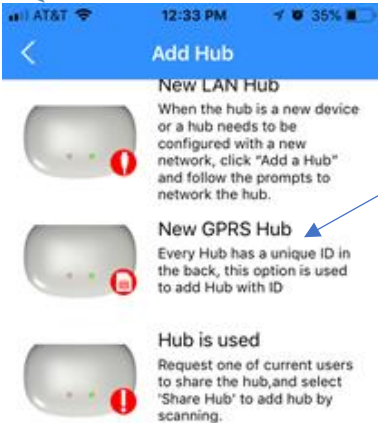 AT&T 12:33 PM 35%
Add Hub
New LAN Hub
When the hub is a new device
or a hub needs to be
configured with a new
network, click "Add a Hub"
and follow the prompts to
network the hub.
New GPRS Hub
Every Hub has a unique ID in
the back, this option is used
to add Hub with ID
Hub is used
Request one of current users
to share the hub,and select
'Share Hub' to add hub by
scanning.